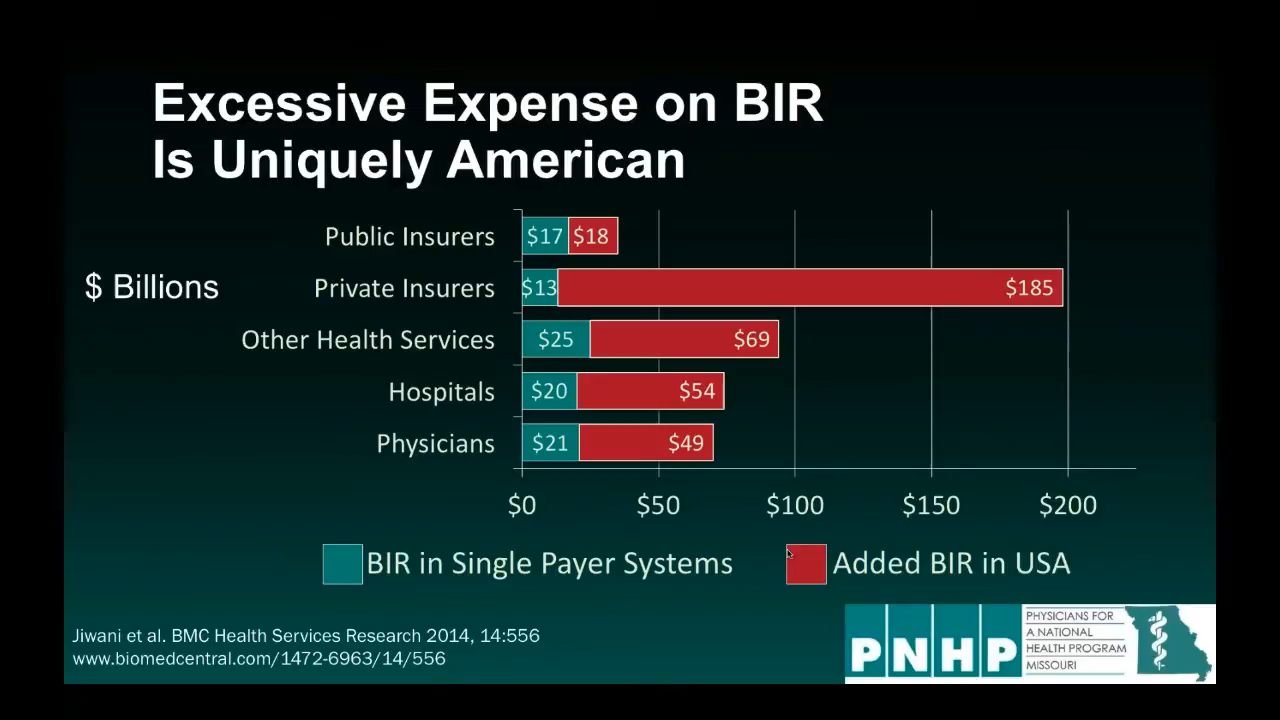 Excessive Expense on BIR
Is Uniquely American
$ Billions
Public Insurers $17 $18
Private Insurers $13 $185
Other Health Services $25 $69
Hospitals $20 $54
Physicians $21 $49
$0 $50 $100 $150 $200
BIR in Single Payer Systems Added BIR in USA
Jiwani et al. BMC Health Services Research 2014, 14:556
www.biomedcentral.com/1472-6963/14/556
PNHP
PHYSICIANS FOR
A NATIONAL
HEALTH PROGRAM
MISSOURI